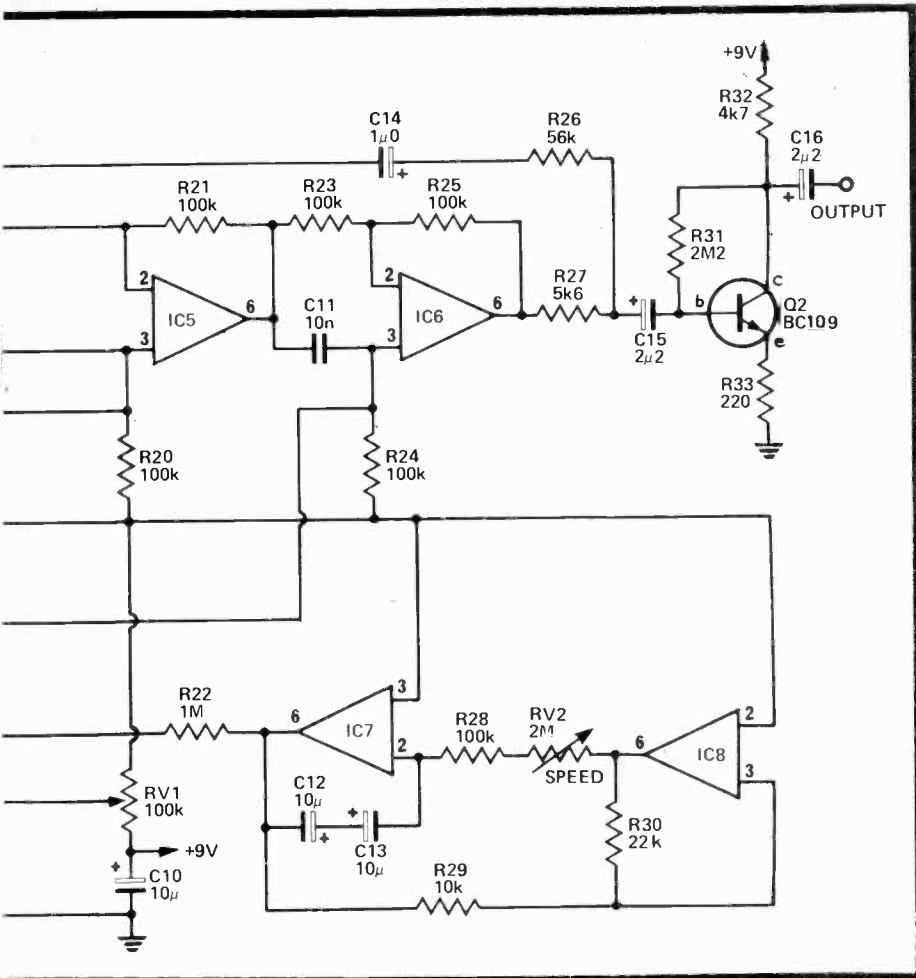 +9V
R32
4k7
C14
1μ0
R26
56k
C16
2μ2
+
+
OUTPUT
R21
100k
R23
100k
R25
100k
R31
2M2
2
3
6
IC5
C11
10n
2
3
6
IC6
R27
5k6
+
C15
2μ2
b
c
e
Q2
BC109
R33
220
R20
100k
R24
100k
R22
1M
6
3
2
IC7
R28
100k
RV2
2M
SPEED
6
2
3
IC8
RV1
100k
C12
10μ
+
+
C13
10μ
R30
22k
+9V
+
C10
10μ
R29
10k